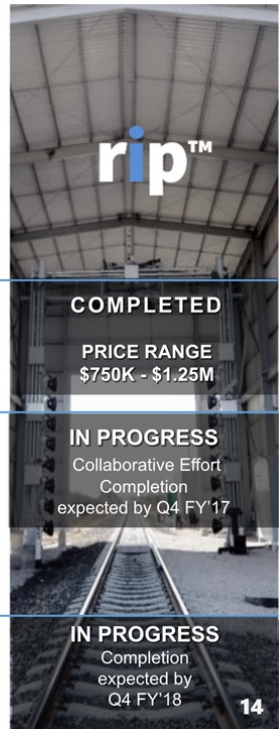 rip™
COMPLETED
PRICE RANGE
$750K - $1.25M
IN PROGRESS
Collaborative Effort
Completion
expected by Q4 FY'17
IN PROGRESS
Completion
expected by
Q4 FY'18
14